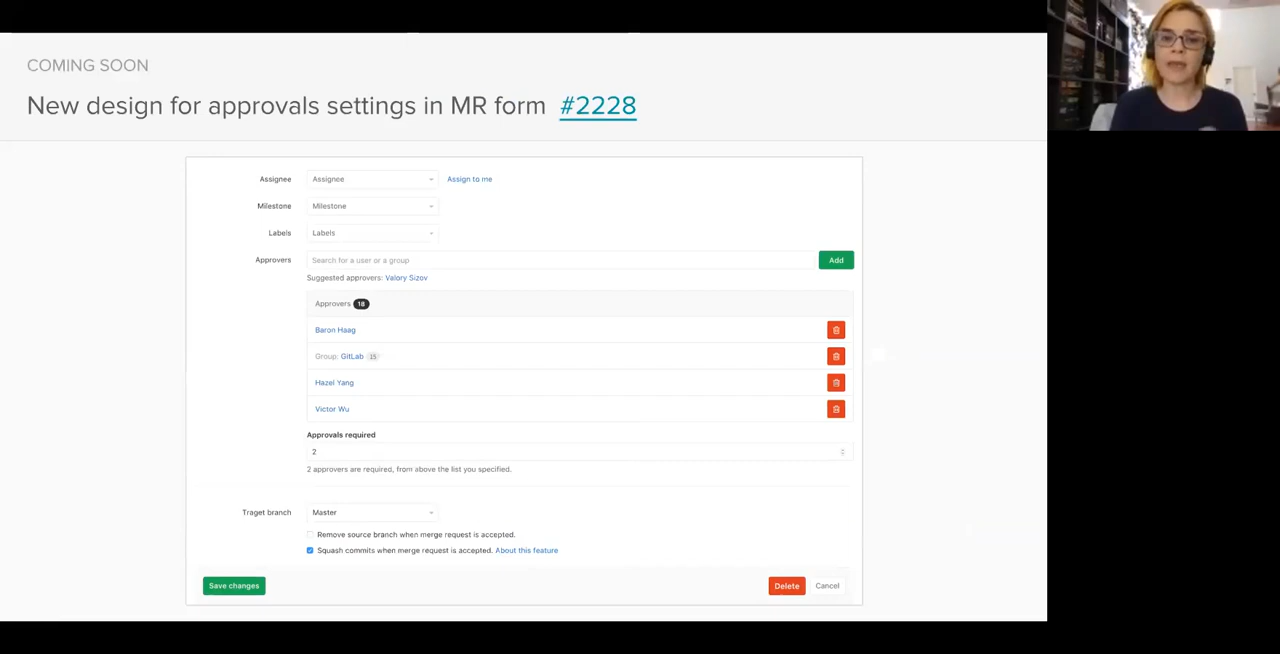 COMING SOON
New design for approvals settings in MR form #2228
Assignee Assignee Assign to me
Milestone Milestone
Labels Labels
Approvers Search for a user or a group Add
Suggested approvers: Valory Sizov
Approvers 18
Baron Haag
Group: GitLab 15
Hazel Yang
Victor Wu
Approvals required
2
2 approvers are required, from above the list you specified.
Traget branch Master
Remove source branch when merge request is accepted.
Squash commits when merge request is accepted. About this feature
Save changes Delete Cancel